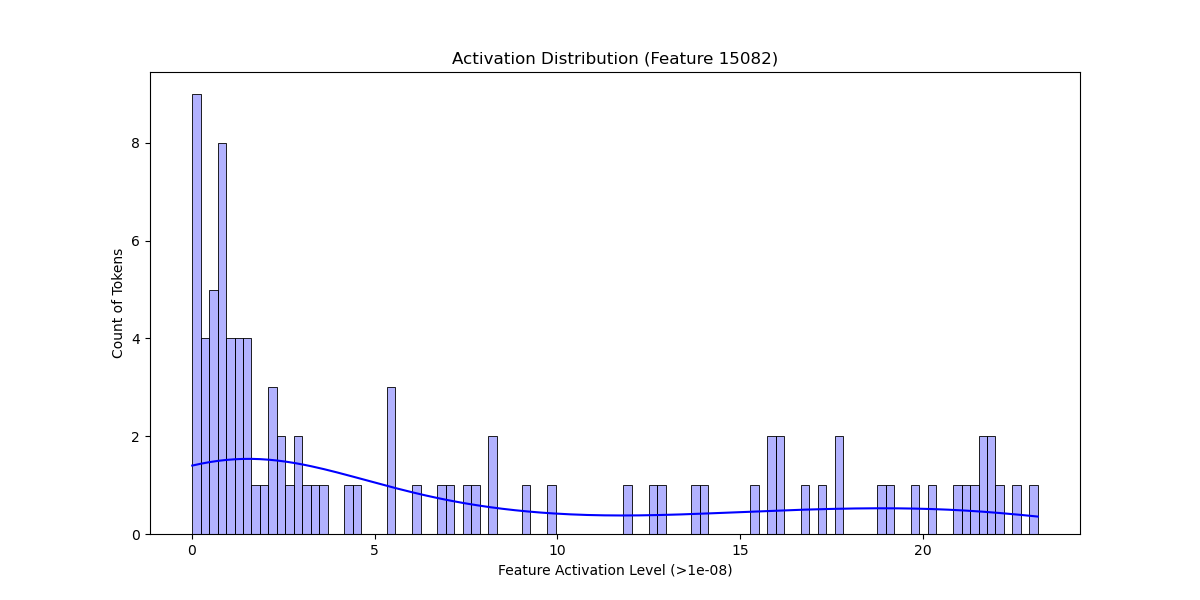 Activation Distribution (Feature 15082)
8
6
4
2
0
Count of Tokens
0 5 10 15 20
Feature Activation Level (>1e-08)